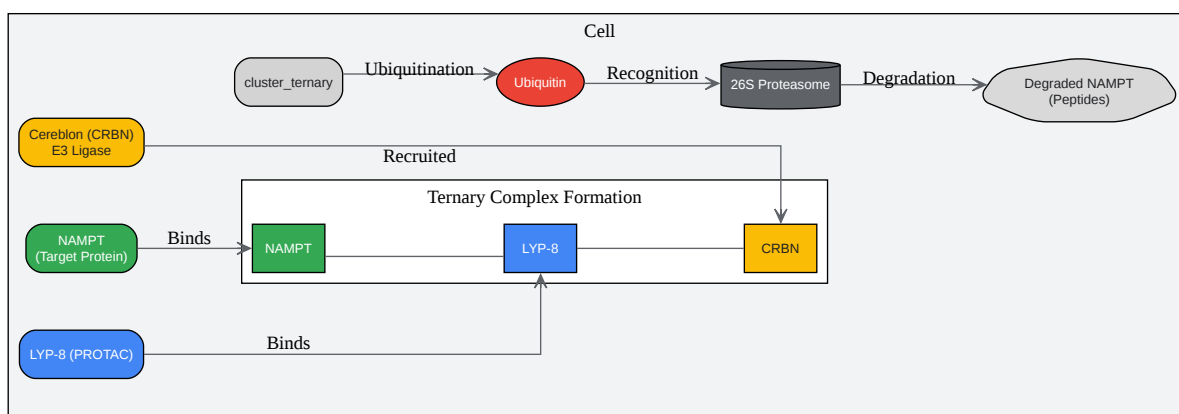 Cell
cluster_ternary
Ubiquitination
Ubiquitin
Recognition
26S Proteasome
Degradation
Degraded NAMPT
(Peptides)
Cereblon (CRBN)
E3 Ligase
Recruited
Ternary Complex Formation
NAMPT
(Target Protein)
Binds
NAMPT
LYP-8
CRBN
LYP-8 (PROTAC)
Binds